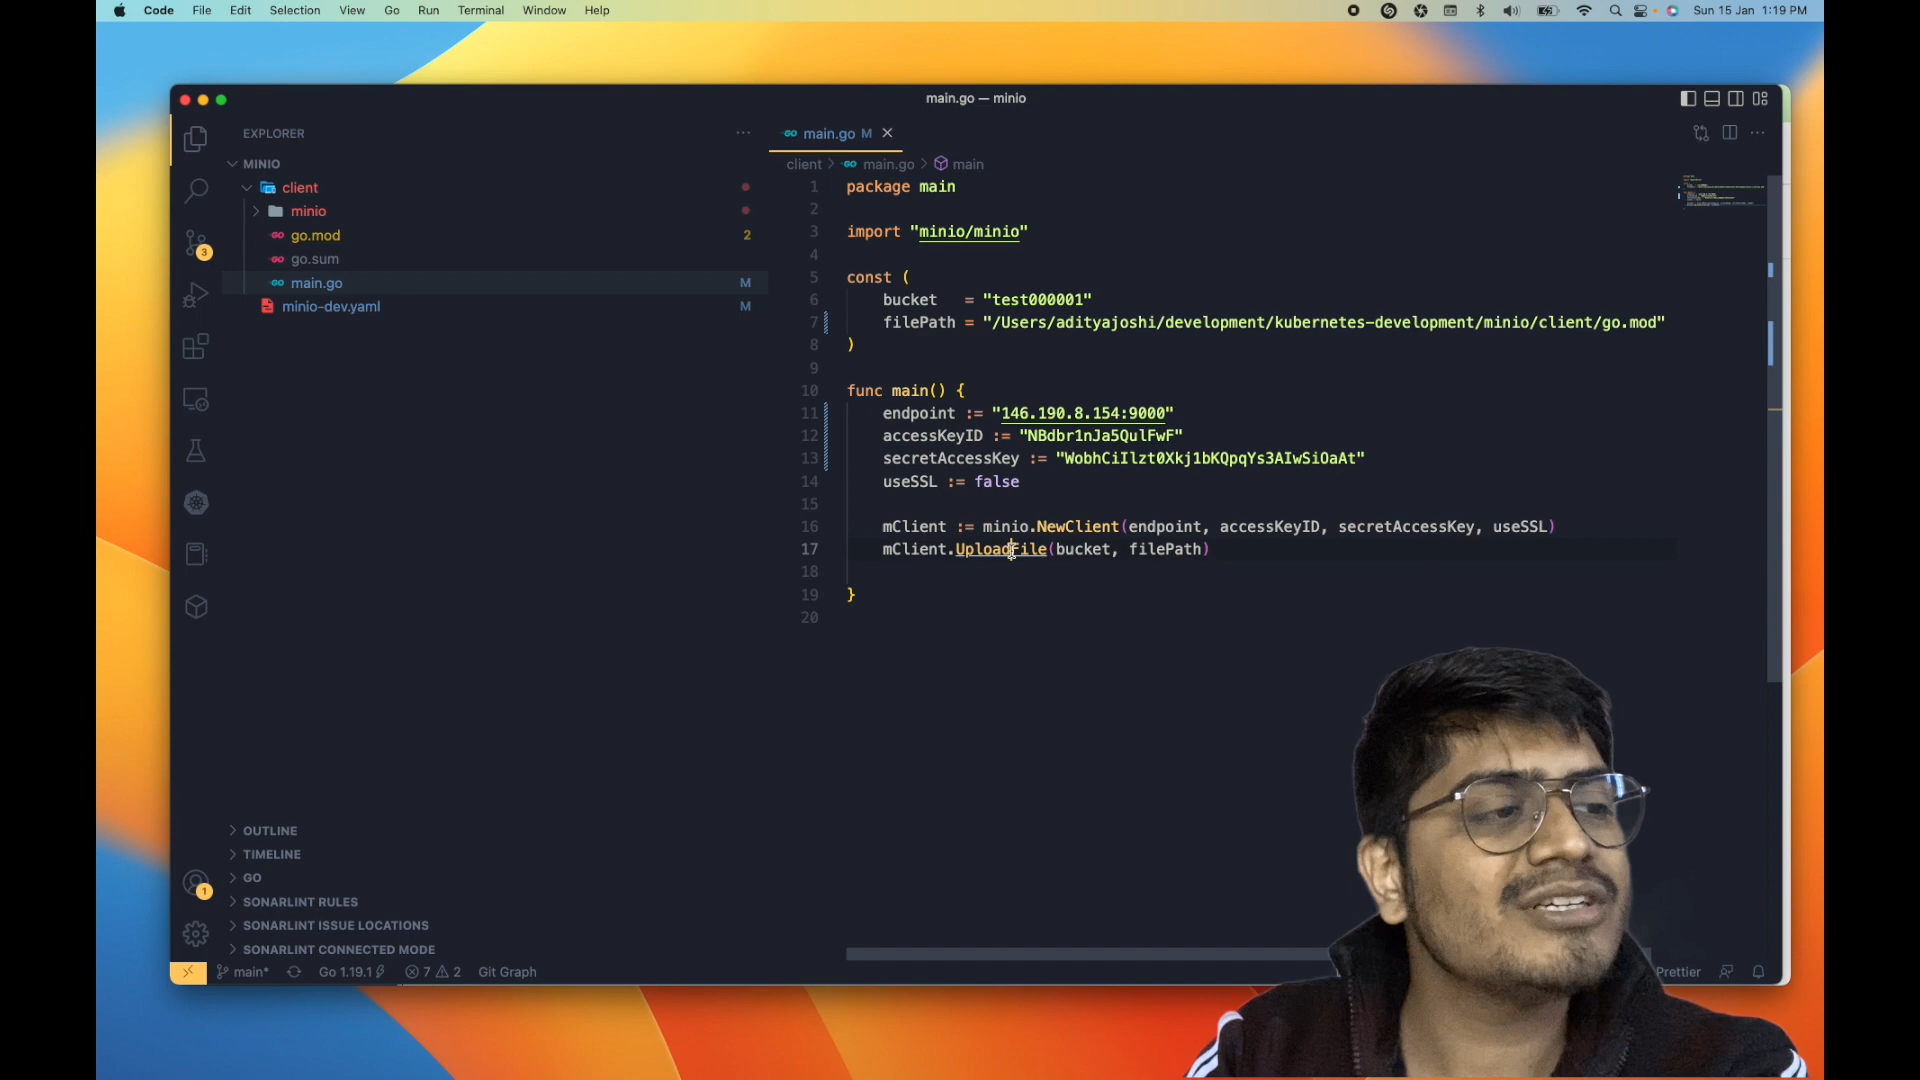 Code File Edit Selection View Go Run Terminal Window Help
Sun 15 Jan 1:19 PM
main.go — minio
EXPLORER
MINIO
client
minio
go.mod 2
go.sum
main.go M
minio-dev.yaml M
3
1
OUTLINE
TIMELINE
GO
SONARLINT RULES
SONARLINT ISSUE LOCATIONS
SONARLINT CONNECTED MODE
main.go M
client > main.go > main
1 package main
2
3 import "minio/minio"
4
5 const (
6 bucket = "test000001"
7 filePath = "/Users/adityajoshi/development/kubernetes-development/minio/client/go.mod"
8 )
9
10 func main() {
11 endpoint := "146.190.8.154:9000"
12 accessKeyID := "NBdbr1nJa5QulFwF"
13 secretAccessKey := "WobhCiIlzt0Xkj1bKQpqYs3AIwSiOaAt"
14 useSSL := false
15
16 mClient := minio.NewClient(endpoint, accessKeyID, secretAccessKey, useSSL)
17 mClient.UploadFile(bucket, filePath)
18
19 }
20
main* Go 1.19.1 7 2 Git Graph
Prettier